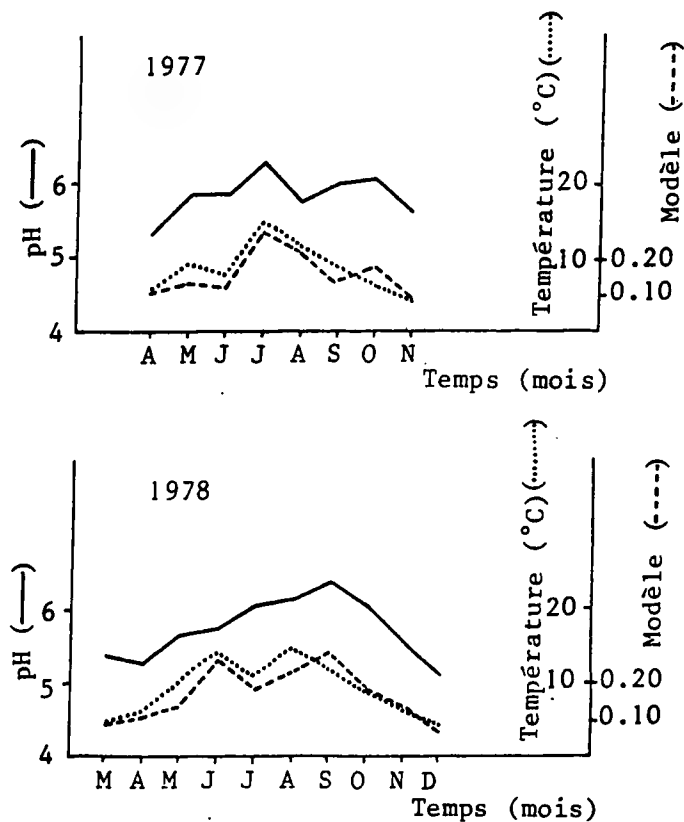 1977
pH (——)
6
5
4
A M J J A S O N
Temps (mois)
Température (°C)(......)
20
10
Modèle (----)
0.20
0.10
1978
pH (——)
6
5
4
M A M J J A S O N D
Temps (mois)
Température (°C)(......)
20
10
Modèle (----)
0.20
0.10